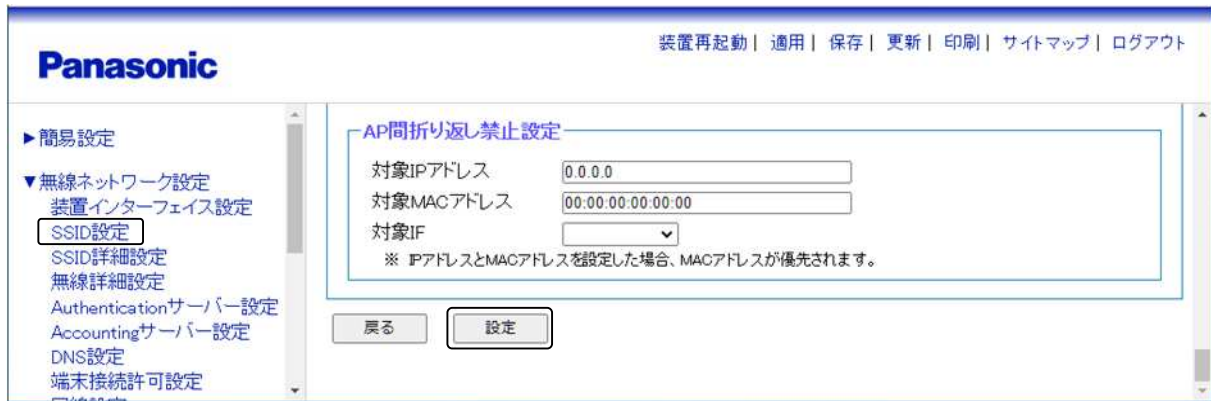 装置再起動| 適用| 保存| 更新| 印刷| サイトマップ| ログアウト
Panasonic
▶簡易設定
▼無線ネットワーク設定
装置インターフェイス設定
SSID設定
SSID詳細設定
無線詳細設定
Authenticationサーバー設定
Accountingサーバー設定
DNS設定
端末接続許可設定
AP間折り返し禁止設定
対象IPアドレス 0.0.0.0
対象MACアドレス 00:00:00:00:00:00
対象IF
※ IPアドレスとMACアドレスを設定した場合、MACアドレスが優先されます。
戻る 設定